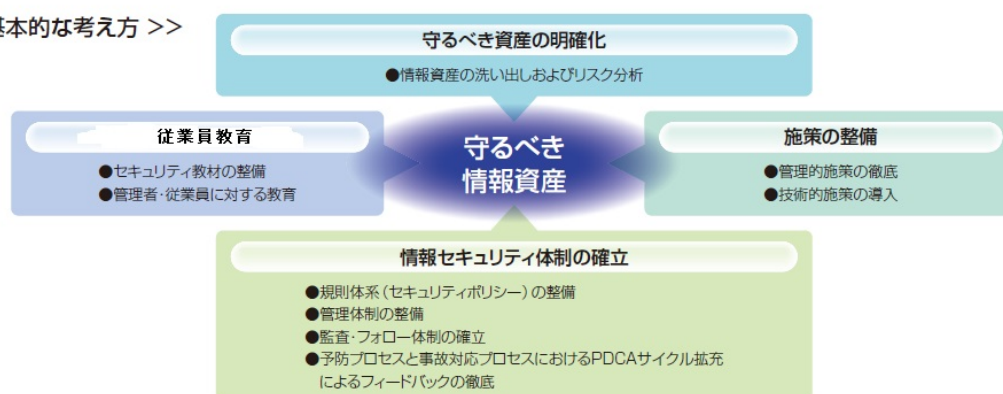 本的な考え方 >>
守るべき資産の明確化
●情報資産の洗い出しおよびリスク分析
従業員教育
●セキュリティ教材の整備
●管理者･従業員に対する教育
守るべき
情報資産
施策の整備
●管理的施策の徹底
●技術的施策の導入
情報セキュリティ体制の確立
●規則体系（セキュリティポリシー）の整備
●管理体制の整備
●監査･フォロー体制の確立
●予防プロセスと事故対応プロセスにおけるPDCAサイクル拡充
によるフィードバックの徹底